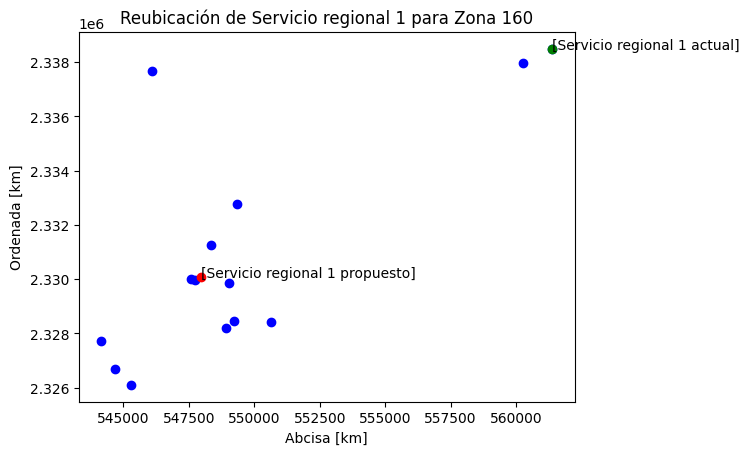 Reubicación de Servicio regional 1 para Zona 160
1e6
[Servicio regional 1 actual]
2.338
2.336
2.334
2.332
[Servicio regional 1 propuesto]
2.330
2.328
2.326
Ordenada [km]
545000 547500 550000 552500 555000 557500 560000
Abcisa [km]